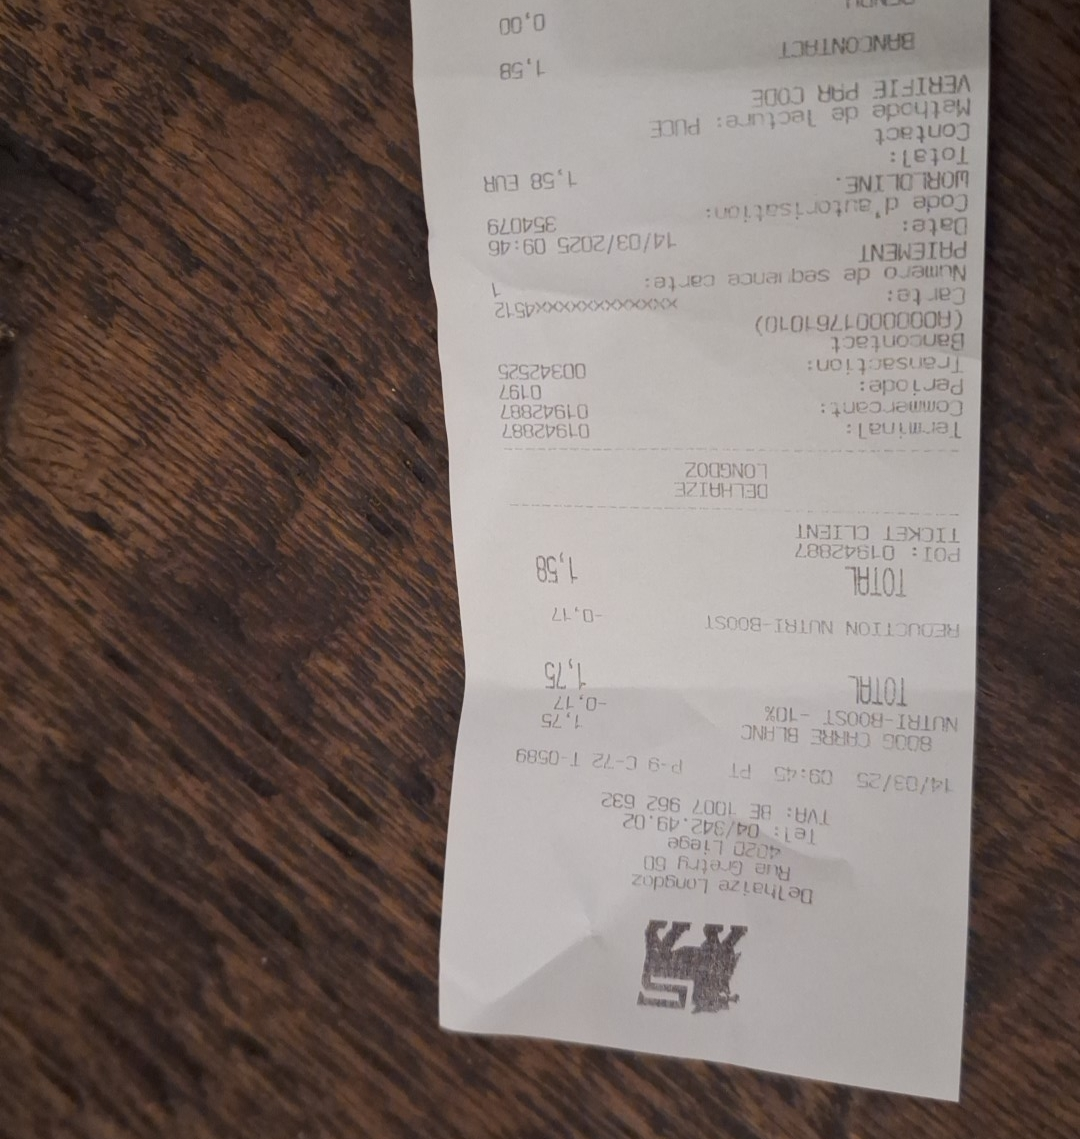 Delhaize Longdoz
Rue Gretry 60
4020 Liege
Tel: 04/342.49.02
TVA: BE 1007 962 632
14/03/25 09:45 PT P-9 C-72 T-0589
800G CARRE BLANC 1,75
NUTRI-BOOST -10% -0,17
TOTAL 1,75
REDUCTION NUTRI-BOOST -0,17
TOTAL 1,58
POI: 01942887
TICKET CLIENT
DELHAIZE
LONGDOZ
Terminal: 01942887
Commercant: 01942887
Periode: 0197
Transaction: 00342525
Bancontact
(A0000001761010)
Carte: xxxxxxxxxxxxx4512
Numero de sequence carte: 1
PAIEMENT
Date: 14/03/2025 09:46
Code d'autorisation: 354079
WORLDLINE.
Total: 1,58 EUR
Contact
Methode de lecture: PUCE
VERIFIE PAR CODE
BANCONTACT 1,58
RENDU 0,00